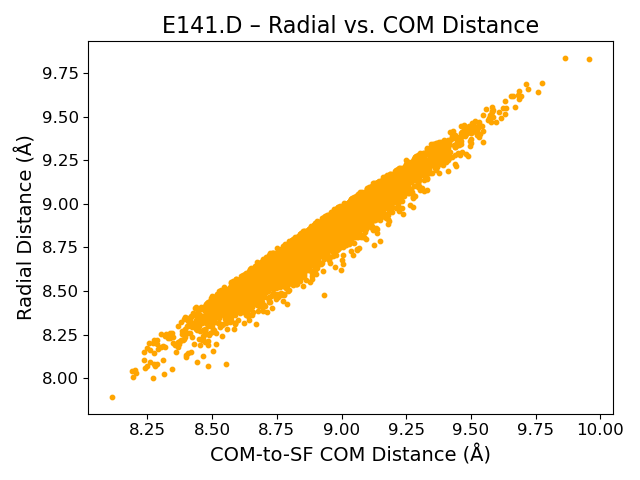 E141.D – Radial vs. COM Distance
Radial Distance (Å)
9.75
9.50
9.25
9.00
8.75
8.50
8.25
8.00
8.25 8.50 8.75 9.00 9.25 9.50 9.75 10.00
COM-to-SF COM Distance (Å)